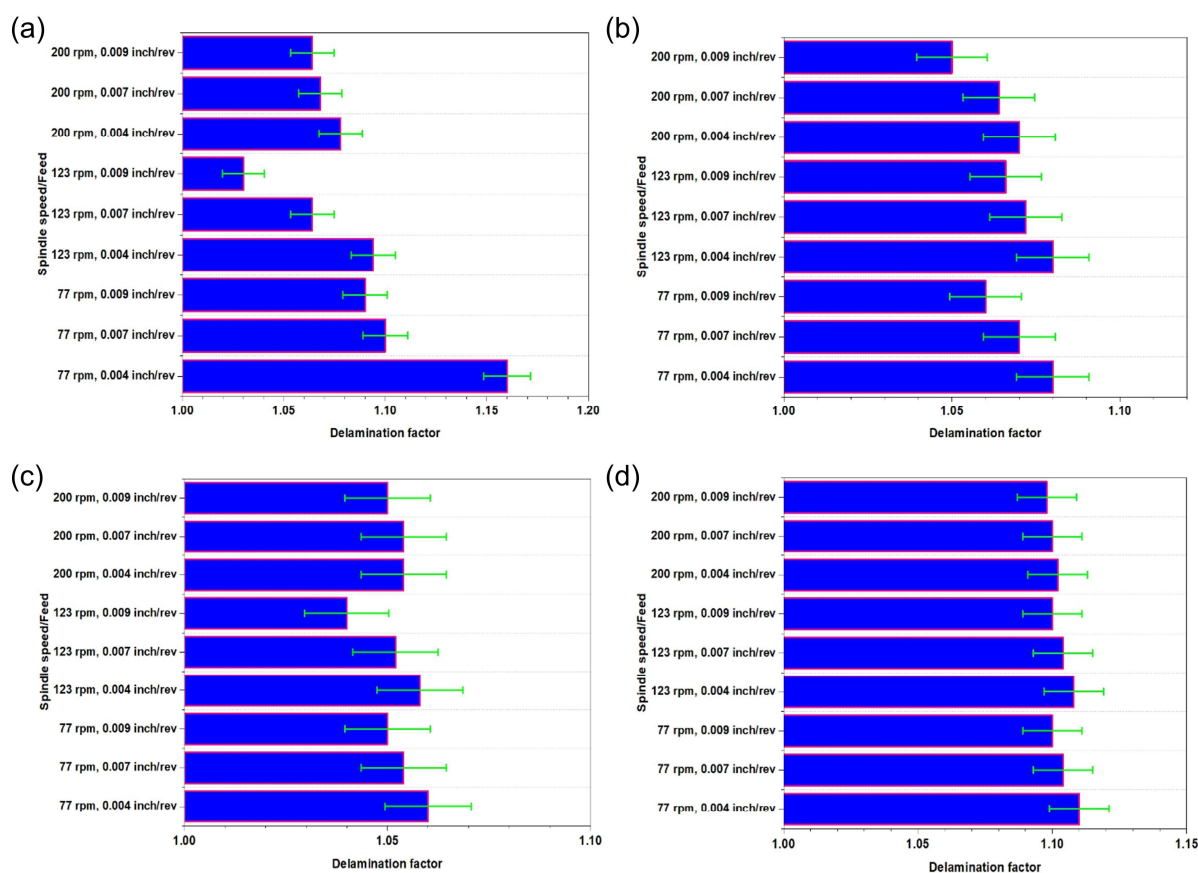 (a)
200 rpm, 0.009 inch/rev
200 rpm, 0.007 inch/rev
200 rpm, 0.004 inch/rev
123 rpm, 0.009 inch/rev
123 rpm, 0.007 inch/rev
123 rpm, 0.004 inch/rev
77 rpm, 0.009 inch/rev
77 rpm, 0.007 inch/rev
77 rpm, 0.004 inch/rev
Spindle speed/Feed
1.00 1.05 1.10 1.15 1.20
Delamination factor
(b)
200 rpm, 0.009 inch/rev
200 rpm, 0.007 inch/rev
200 rpm, 0.004 inch/rev
123 rpm, 0.009 inch/rev
123 rpm, 0.007 inch/rev
123 rpm, 0.004 inch/rev
77 rpm, 0.009 inch/rev
77 rpm, 0.007 inch/rev
77 rpm, 0.004 inch/rev
Spindle speed/Feed
1.00 1.05 1.10
Delamination factor
(c)
200 rpm, 0.009 inch/rev
200 rpm, 0.007 inch/rev
200 rpm, 0.004 inch/rev
123 rpm, 0.009 inch/rev
123 rpm, 0.007 inch/rev
123 rpm, 0.004 inch/rev
77 rpm, 0.009 inch/rev
77 rpm, 0.007 inch/rev
77 rpm, 0.004 inch/rev
Spindle speed/Feed
1.00 1.05 1.10
Delamination factor
(d)
200 rpm, 0.009 inch/rev
200 rpm, 0.007 inch/rev
200 rpm, 0.004 inch/rev
123 rpm, 0.009 inch/rev
123 rpm, 0.007 inch/rev
123 rpm, 0.004 inch/rev
77 rpm, 0.009 inch/rev
77 rpm, 0.007 inch/rev
77 rpm, 0.004 inch/rev
Spindle speed/Feed
1.00 1.05 1.10 1.15
Delamination factor